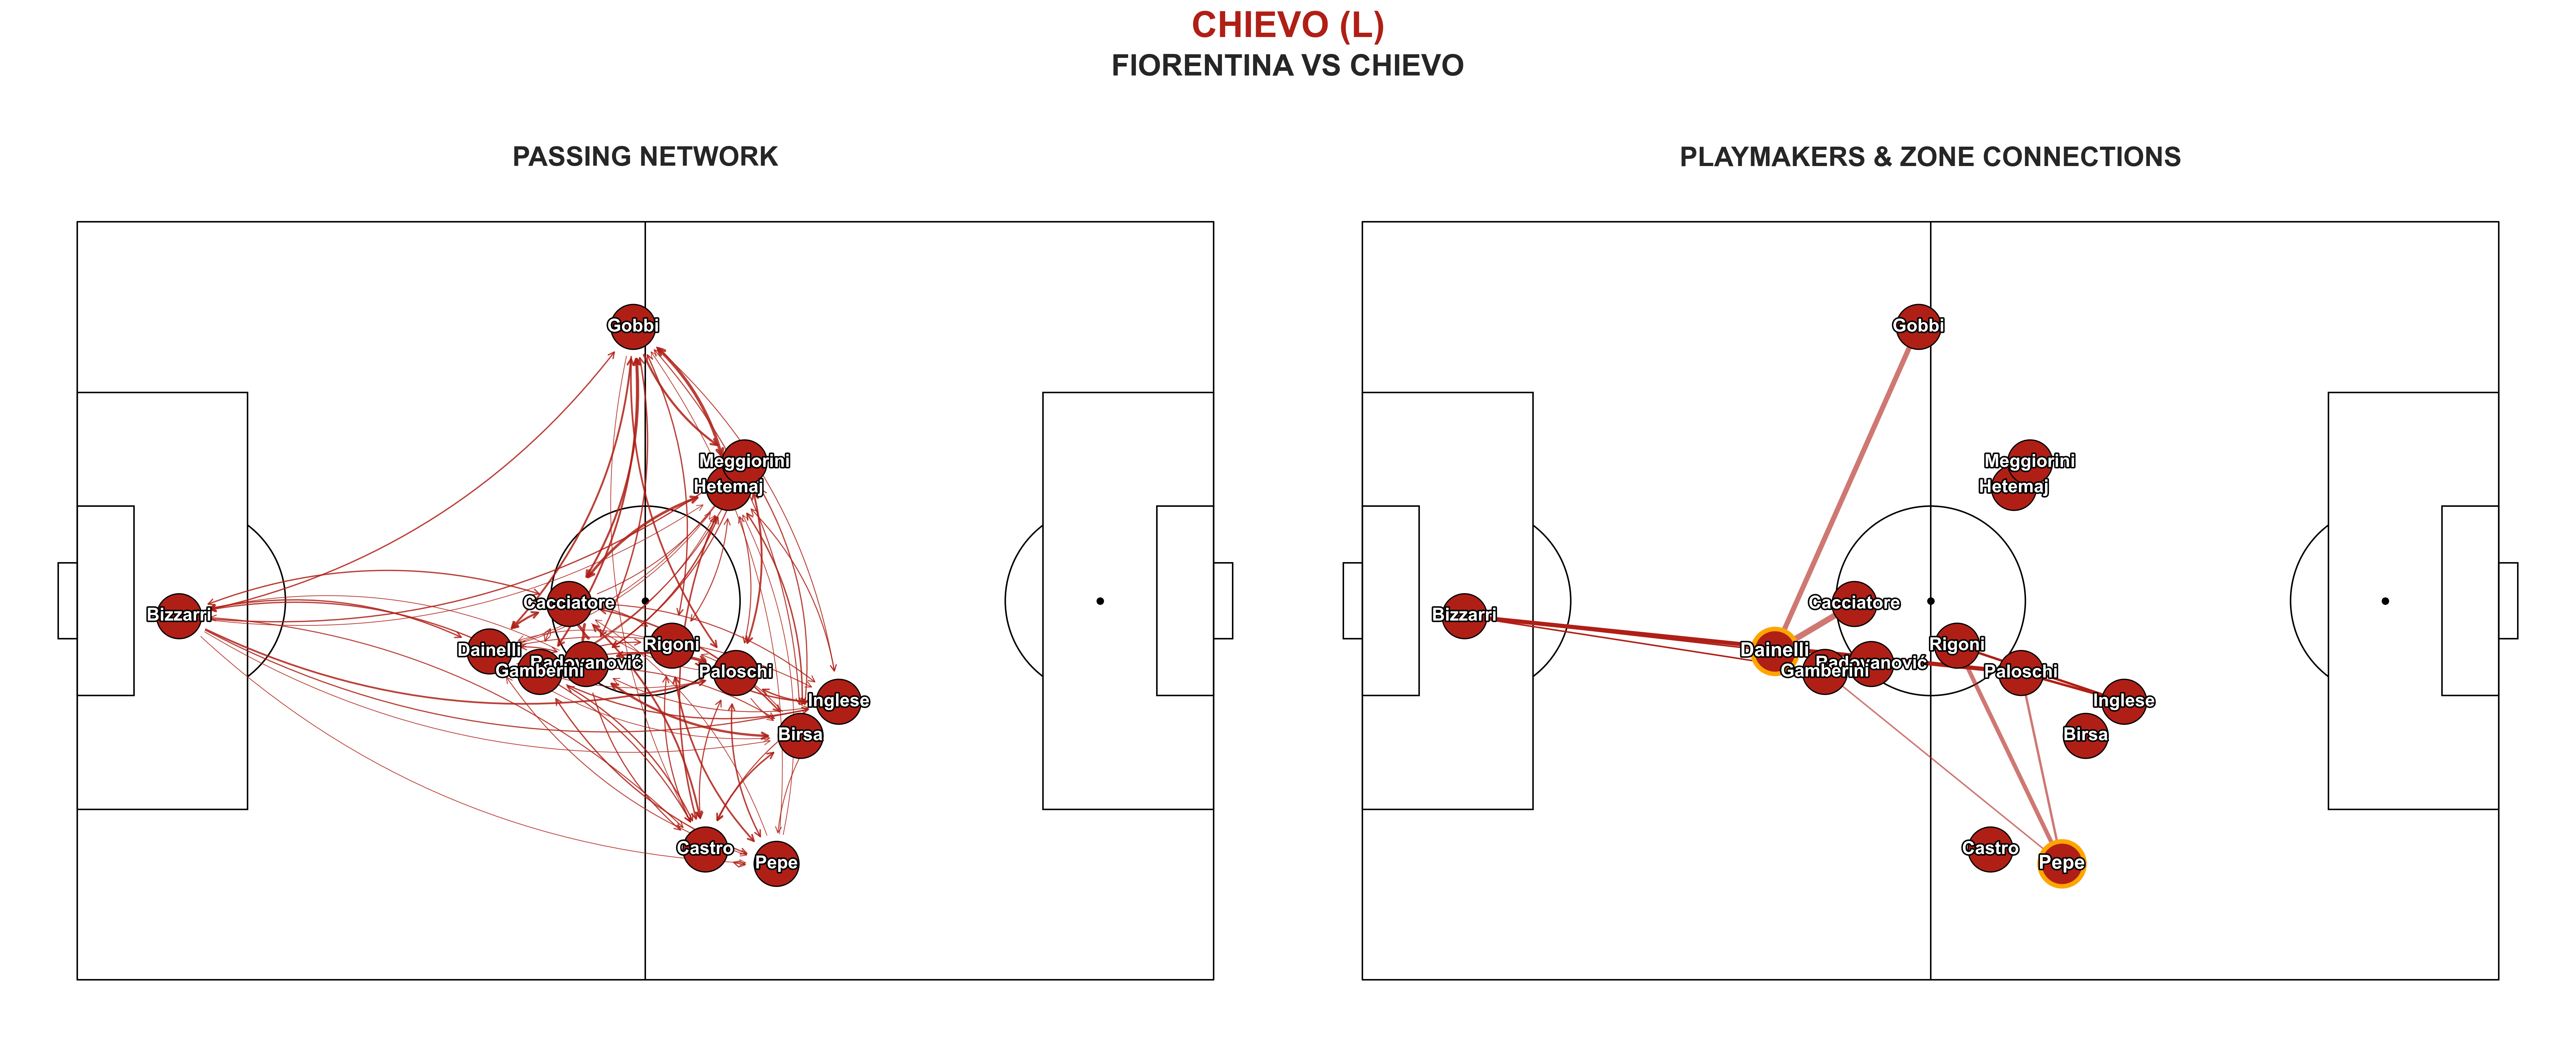 CHIEVO (L)
FIORENTINA VS CHIEVO
PASSING NETWORK
Gobbi
Meggiorini
Hetemaj
Cacciatore
Bizzarri
Rigoni
Dainelli
Radovanović
Gamberini
Paloschi
Inglese
Birsa
Castro
Pepe
PLAYMAKERS & ZONE CONNECTIONS
Gobbi
Meggiorini
Hetemaj
Cacciatore
Bizzarri
Rigoni
Dainelli
Radovanović
Gamberini
Paloschi
Inglese
Birsa
Castro
Pepe